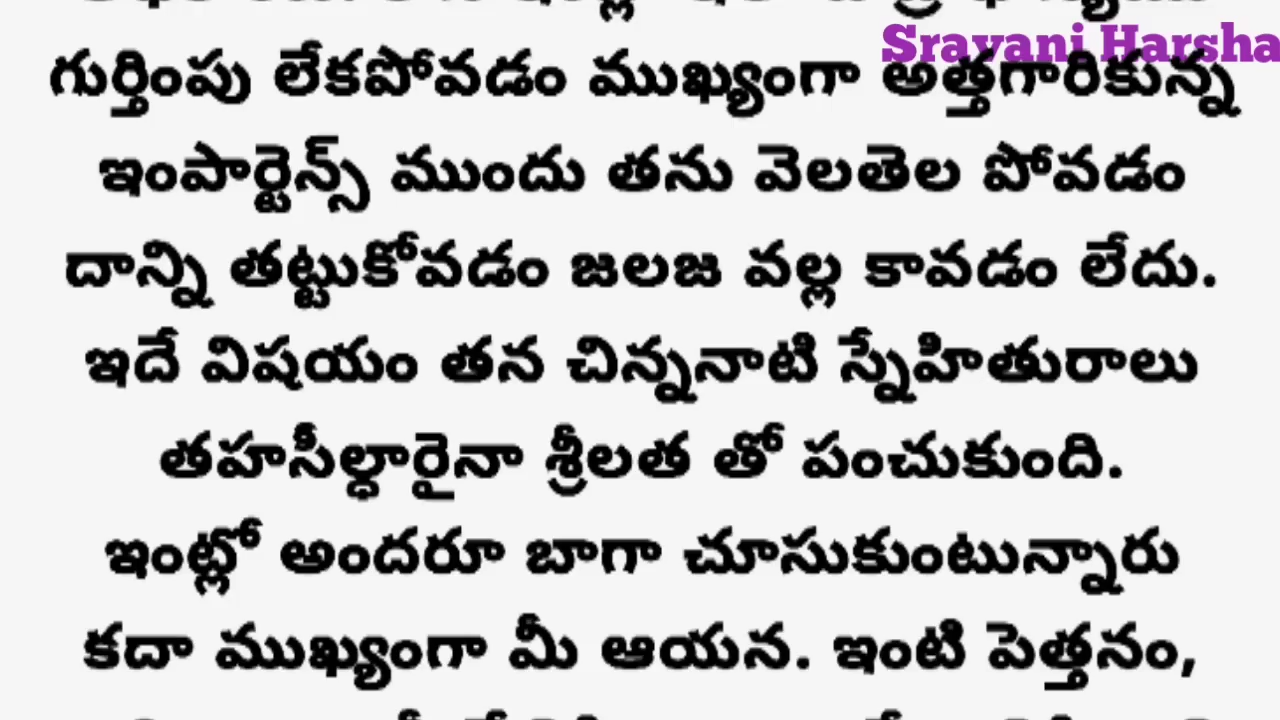 Sravani Harsha
గుర్తింపు లేకపోవడం ముఖ్యంగా అత్తగారికున్న
ఇంపార్టెన్స్ ముందు తను వెలతెల పోవడం
దాన్ని తట్టుకోవడం జలజ వల్ల కావడం లేదు.
ఇదే విషయం తన చిన్ననాటి స్నేహితురాలు
తహసీల్ధారైనా శ్రీలత తో పంచుకుంది.
ఇంట్లో అందరూ బాగా చూసుకుంటున్నారు
కదా ముఖ్యంగా మీ ఆయన. ఇంటి పెత్తనం,